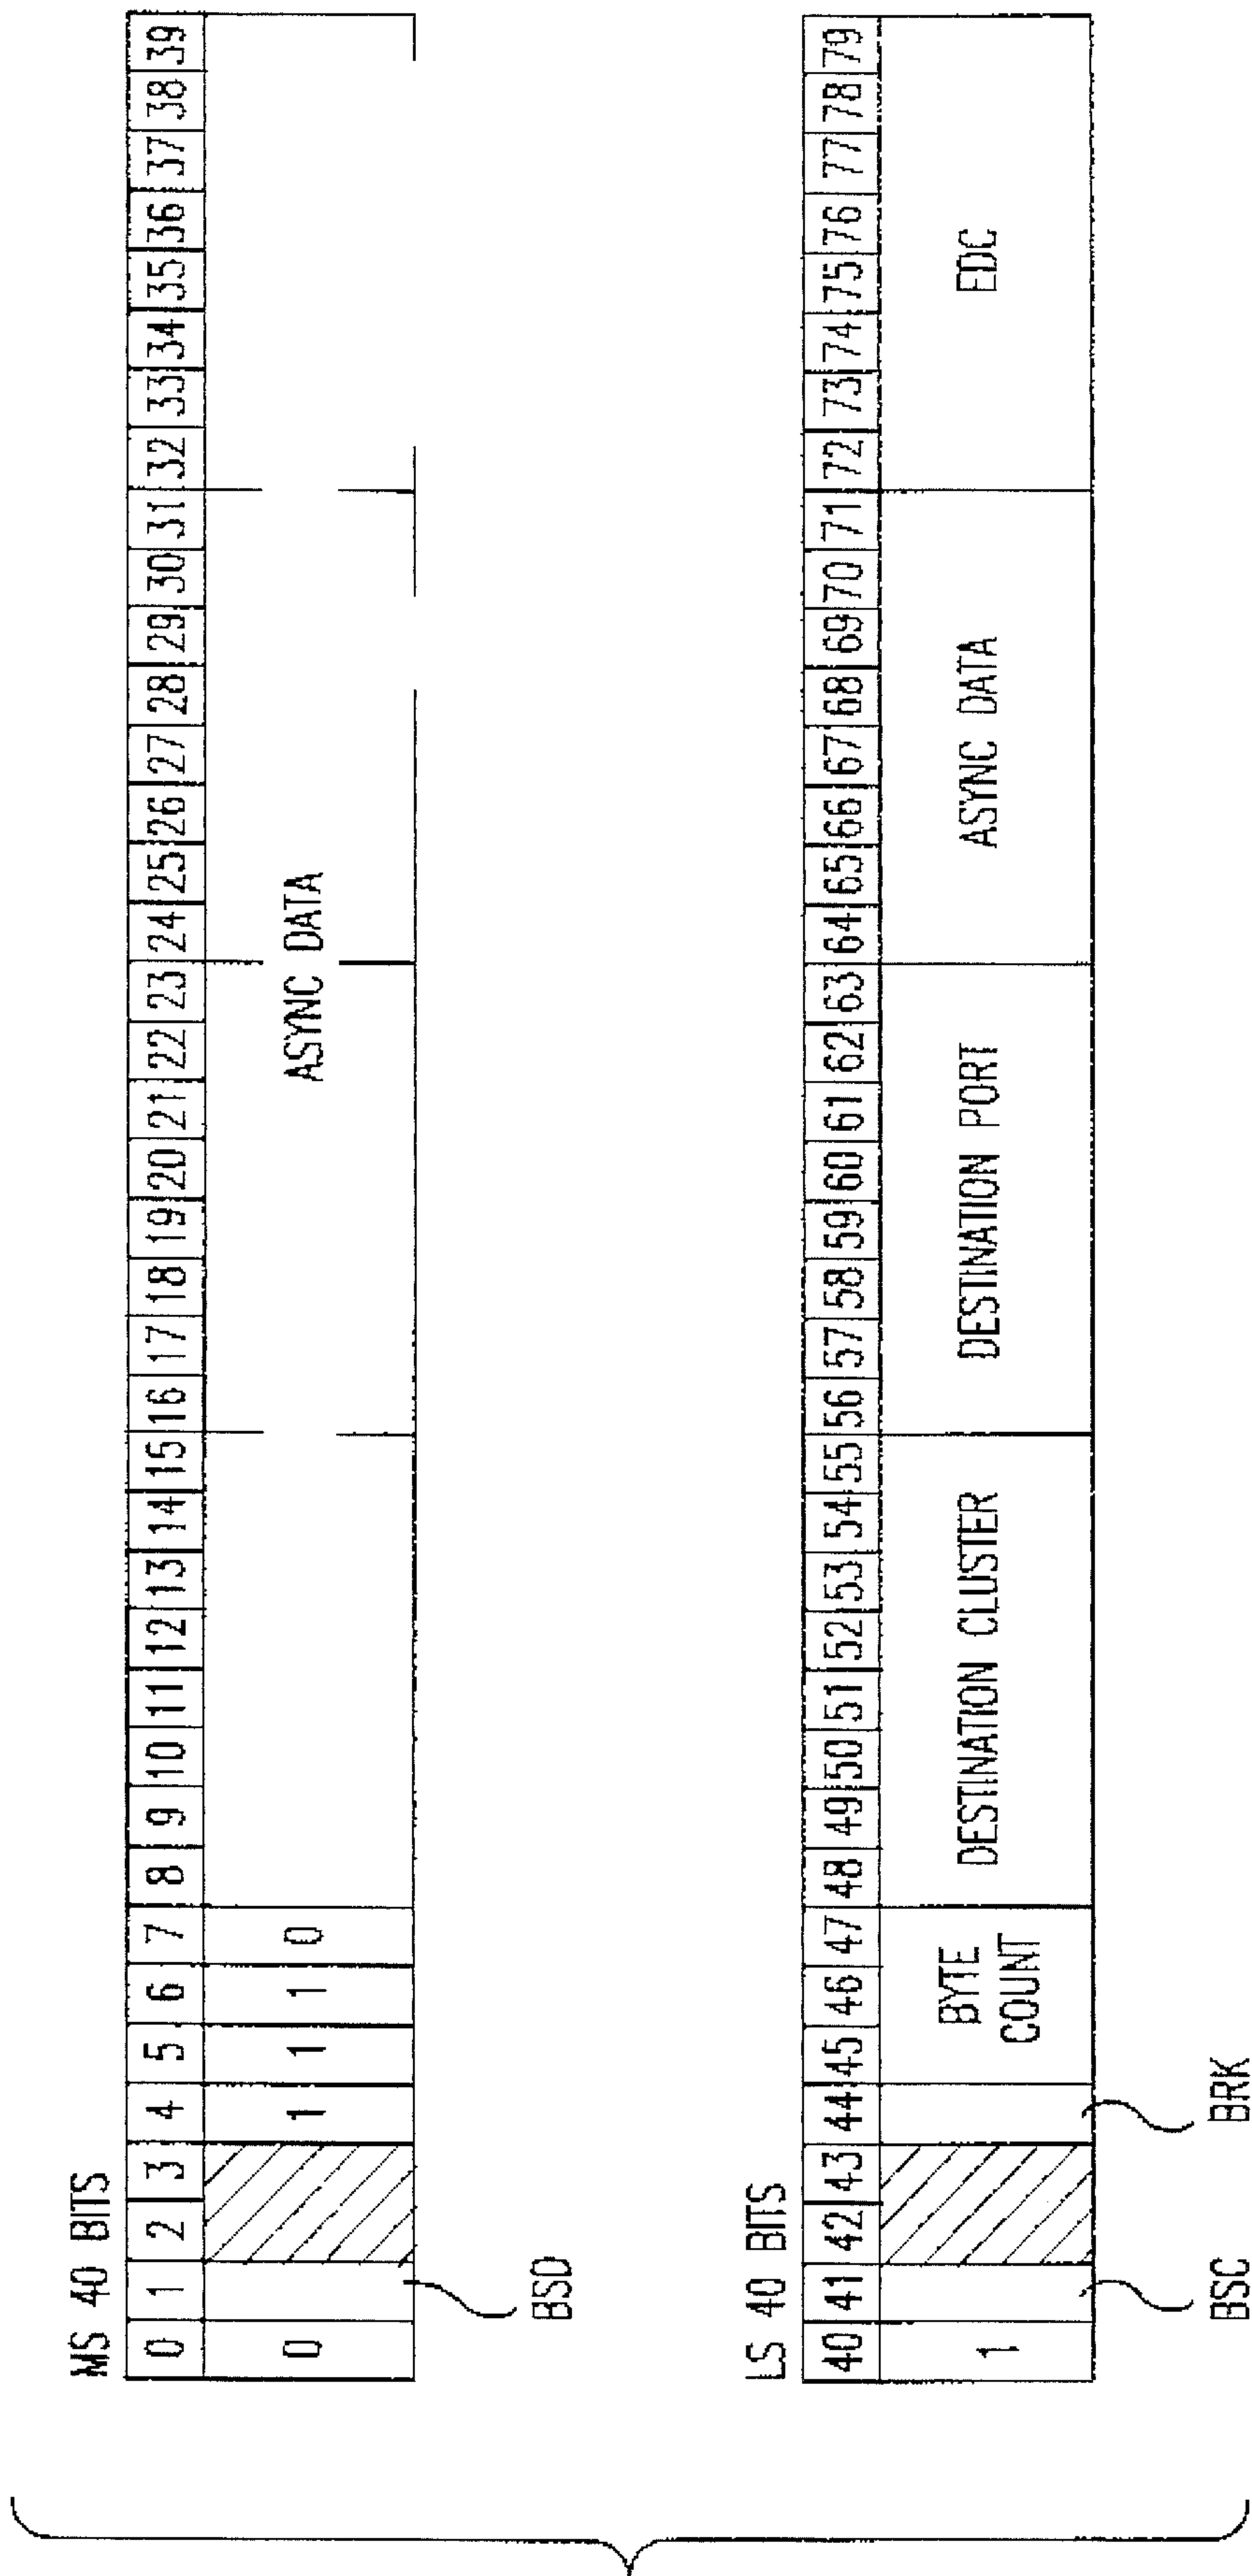 MS 40 BITS
0 1 2 3 4 5 6 7 8 9 10 11 12 13 14 15 16 17 18 19 20 21 22 23 24 25 26 27 28 29 30 31 32 33 34 35 36 37 38 39
0 1 1 1 0 ASYNC DATA
BSD
LS 40 BITS
40 41 42 43 44 45 46 47 48 49 50 51 52 53 54 55 56 57 58 59 60 61 62 63 64 65 66 67 68 69 70 71 72 73 74 75 76 77 78 79
1 BYTE COUNT DESTINATION CLUSTER DESTINATION PORT ASYNC DATA EDC
BSC BRK